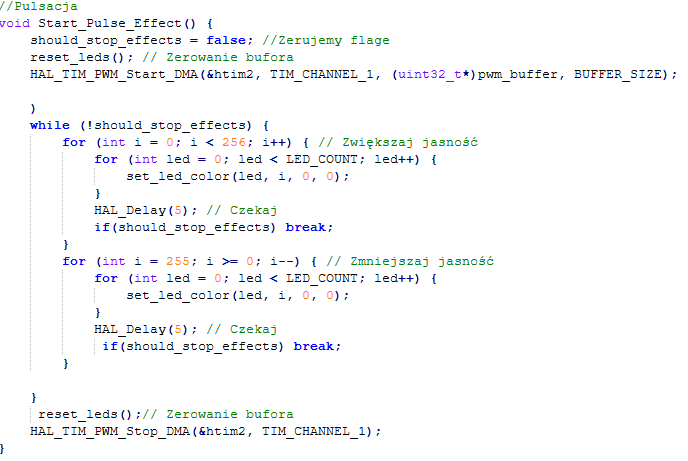 //Pulsacja
void Start_Pulse_Effect() {
    should_stop_effects = false; //Zerujemy flage
    reset_leds(); // Zerowanie bufora
    HAL_TIM_PWM_Start_DMA(&htim2, TIM_CHANNEL_1, (uint32_t*)pwm_buffer, BUFFER_SIZE);

    )
    while (!should_stop_effects) {
        for (int i = 0; i < 256; i++) { // Zwiększaj jasność
            for (int led = 0; led < LED_COUNT; led++) {
                set_led_color(led, i, 0, 0);
            }
            HAL_Delay(5); // Czekaj
            if(should_stop_effects) break;
        }
        for (int i = 255; i >= 0; i--) { // Zmniejszaj jasność
            for (int led = 0; led < LED_COUNT; led++) {
                set_led_color(led, i, 0, 0);
            }
            HAL_Delay(5); // Czekaj
             if(should_stop_effects) break;
        }

    }
     reset_leds();// Zerowanie bufora
    HAL_TIM_PWM_Stop_DMA(&htim2, TIM_CHANNEL_1);
}